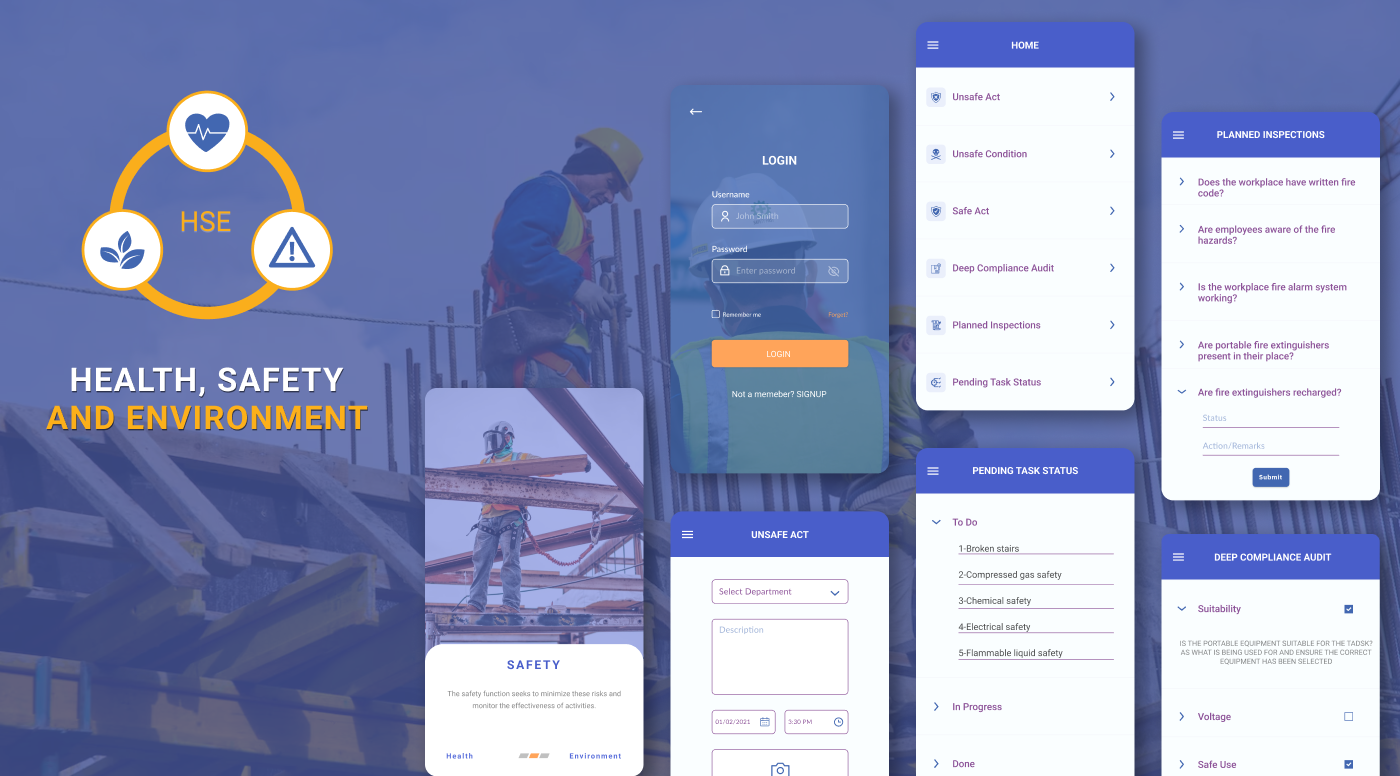 HSE
HEALTH, SAFETY
AND ENVIRONMENT
SAFETY
The safety function seeks to minimize these risks and
monitor the effectiveness of activities.
Health
Environment
LOGIN
Username
John Smith
Password
Enter password
Remember me
Forgot?
LOGIN
Not a memeber? SIGNUP
UNSAFE ACT
Select Department
Description
01/02/2021
3:30 PM
HOME
Unsafe Act
Unsafe Condition
Safe Act
Deep Compliance Audit
Planned Inspections
Pending Task Status
PENDING TASK STATUS
To Do
1-Broken stairs
2-Compressed gas safety
3-Chemical safety
4-Electrical safety
5-Flammable liquid safety
In Progress
Done
PLANNED INSPECTIONS
Does the workplace have written fire
code?
Are employees aware of the fire
hazards?
Is the workplace fire alarm system
working?
Are portable fire extinguishers
present in their place?
Are fire extinguishers recharged?
Status
Action/Remarks
Submit
DEEP COMPLIANCE AUDIT
Suitability
IS THE PORTABLE EQUIPMENT SUITABLE FOR THE TADSK?
AS WHAT IS BEING USED FOR AND ENSURE THE CORRECT
EQUIPMENT HAS BEEN SELECTED
Voltage
Safe Use